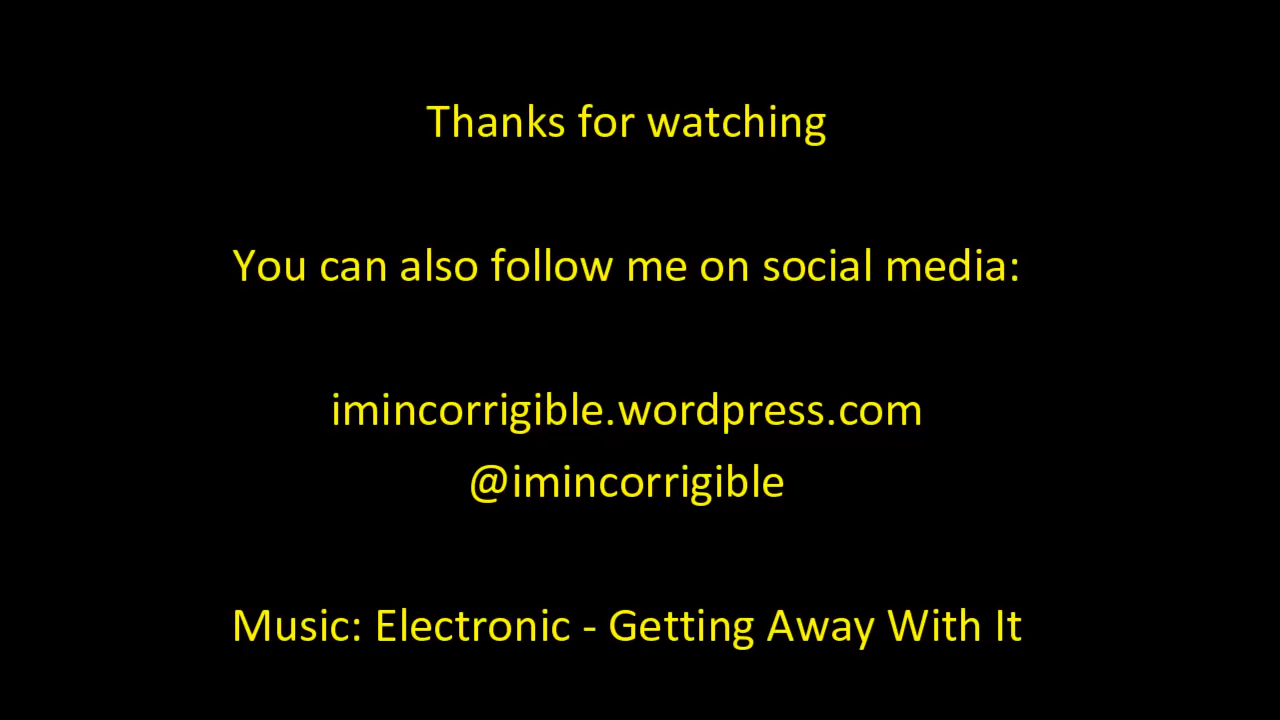 Thanks for watching
You can also follow me on social media:
imincorrigible.wordpress.com
@imincorrigible
Music: Electronic - Getting Away With It